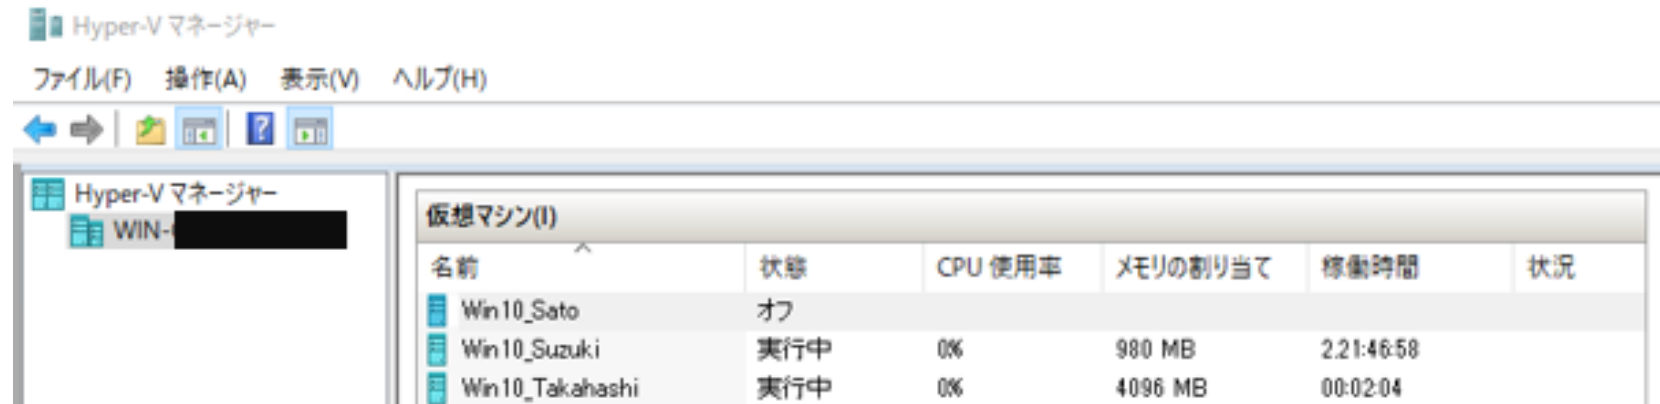 Hyper-V マネージャー
ファイル(F) 操作(A) 表示(V) ヘルプ(H)
Hyper-V マネージャー
WIN-
仮想マシン(I)
名前 状態 CPU 使用率 メモリの割り当て 稼働時間 状況
Win10_Sato オフ
Win10_Suzuki 実行中 0% 980 MB 2.21:46:58
Win10_Takahashi 実行中 0% 4096 MB 00:02:04